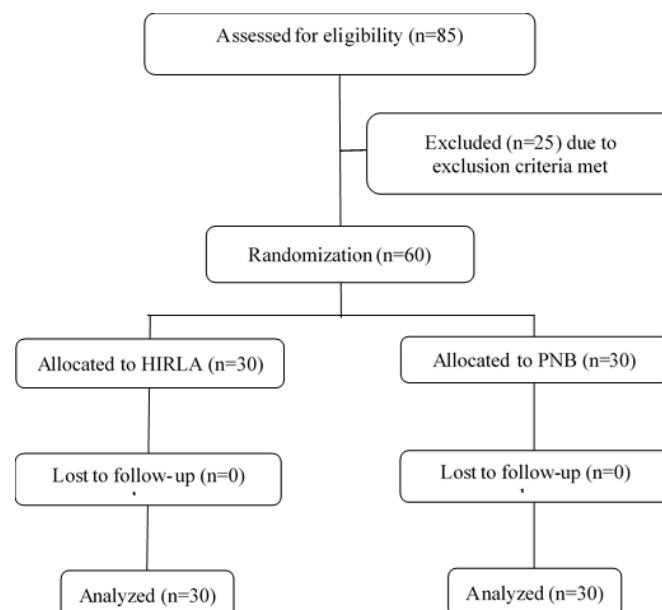 Assessed for eligibility (n=85)
Excluded (n=25) due to
exclusion criteria met
Randomization (n=60)
Allocated to HIRLA (n=30)
Allocated to PNB (n=30)
Lost to follow-up (n=0)
Lost to follow-up (n=0)
Analyzed (n=30)
Analyzed (n=30)